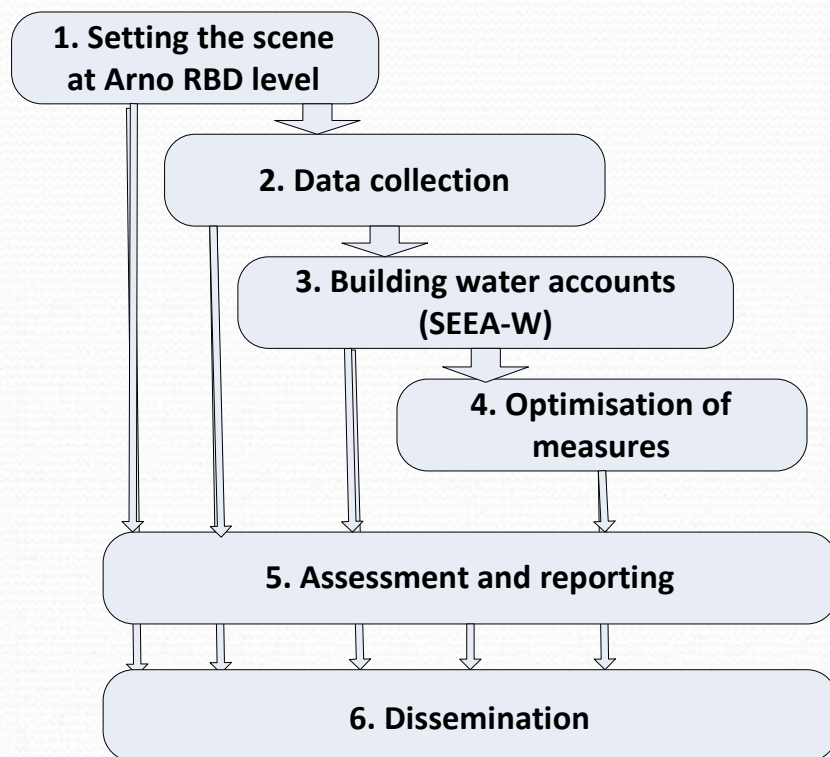 1. Setting the scene
at Arno RBD level
2. Data collection
3. Building water accounts
(SEEA-W)
4. Optimisation of
measures
5. Assessment and reporting
6. Dissemination